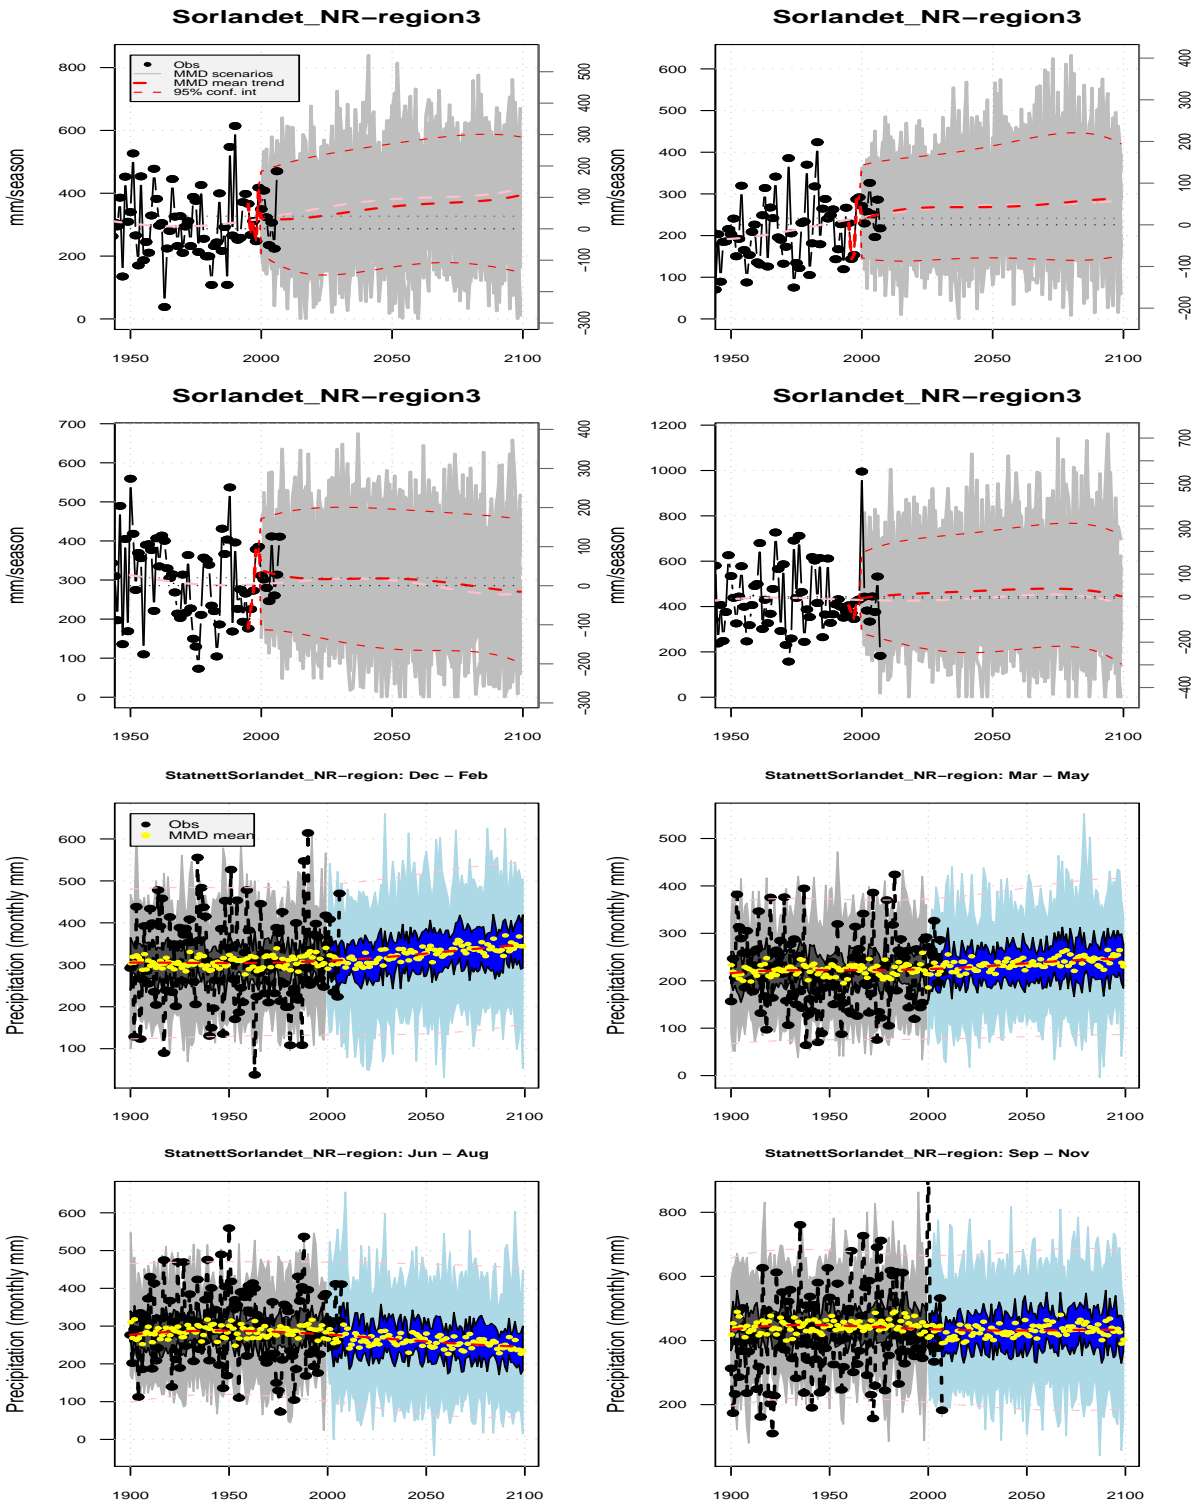 Sorlandet_NR−region3
Sorlandet_NR−region3
Obs
MMD scenarios
MMD mean trend
95% conf. int
mm/season
0 200 400 600 800
−300 −100 0 100 200 300 500
1950 2000 2050 2100
mm/season
0 100 200 300 400 500 600
−200 −100 0 100 200 300 400
1950 2000 2050 2100
Sorlandet_NR−region3
Sorlandet_NR−region3
mm/season
0 100 200 300 400 500 600 700
−300 −200 −100 0 100 200 300 400
1950 2000 2050 2100
mm/season
0 200 400 600 800 1000 1200
−400 −200 −100 0 100 200 300 500 700
1950 2000 2050 2100
StatnettSorlandet_NR−region: Dec − Feb
StatnettSorlandet_NR−region: Mar − May
Obs
MMD mean
Precipitation (monthly mm)
100 200 300 400 500 600
1900 1950 2000 2050 2100
Precipitation (monthly mm)
0 100 200 300 400 500
1900 1950 2000 2050 2100
StatnettSorlandet_NR−region: Jun − Aug
StatnettSorlandet_NR−region: Sep − Nov
Precipitation (monthly mm)
0 100 200 300 400 500 600
1900 1950 2000 2050 2100
Precipitation (monthly mm)
200 400 600 800
1900 1950 2000 2050 2100